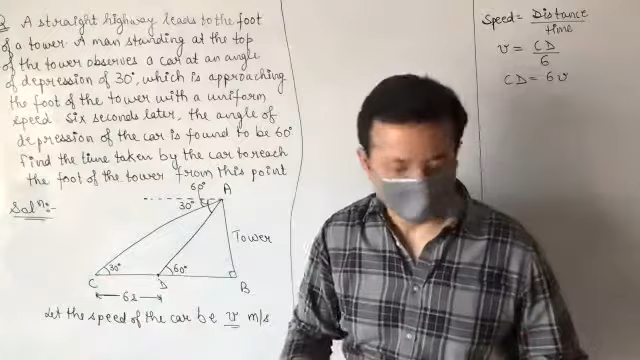 Q A straight highway leads to the foot
of a tower. A man standing at the top
of the tower observes a car at an angle
of depression of 30°, which is approaching
the foot of the tower with a uniform
speed. Six seconds later, the angle of
depression of the car is found to be 60°
Find the time taken by the car to reach
the foot of the tower from this point
Solⁿ:-
60°
A
30°
Tower
30°
60°
C
D
B
6s
Let the speed of the car be v m/s
Speed = Distance
time
v = CD
6
CD = 6v